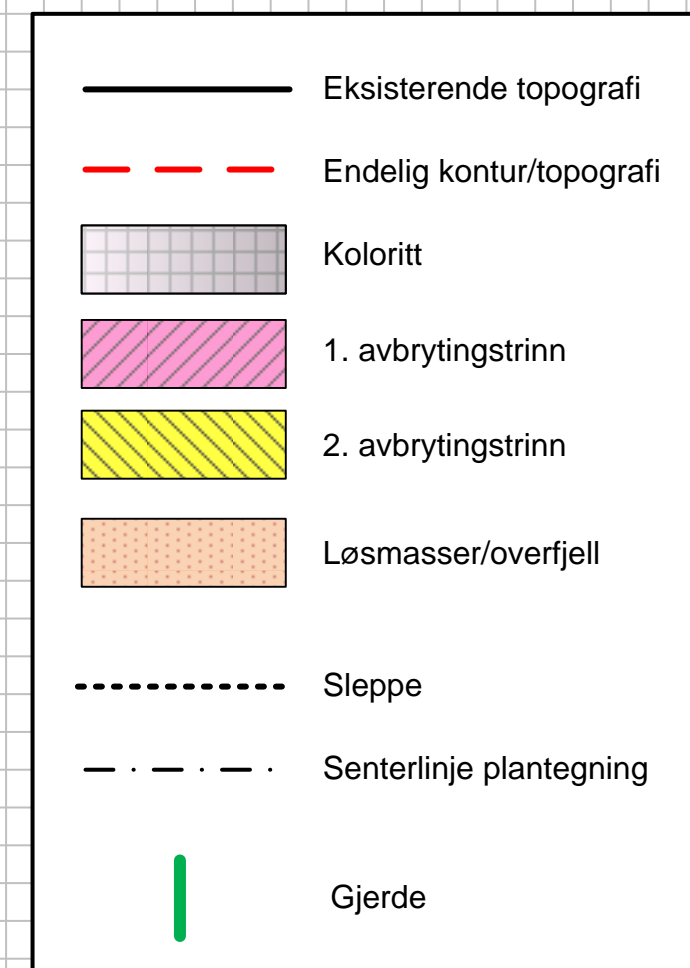 Eksisterende topografi
Endelig kontur/topografi
Koloritt
1. avbrytingstrinn
2. avbrytingstrinn
Løsmasser/overfjell
Sleppe
Senterlinje plantegning
Gjerde